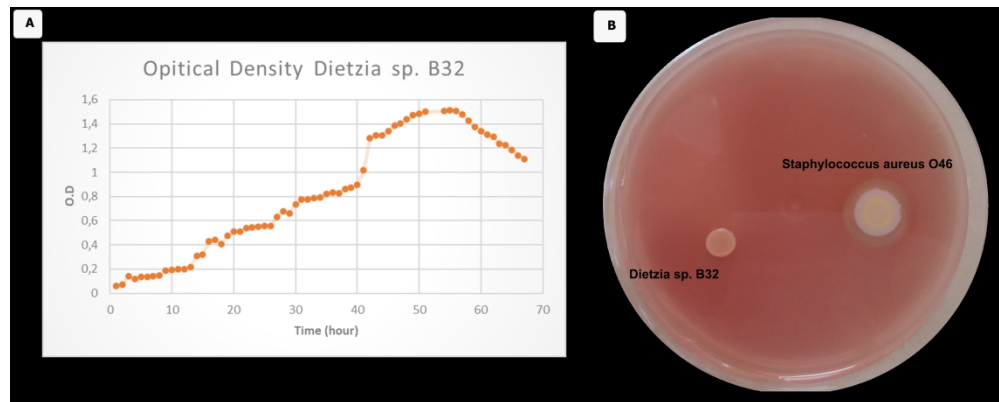 A
Opitical Density Dietzia sp. B32
1,6
1,4
1,2
1
0,8
0,6
0,4
0,2
0
O.D
0 10 20 30 40 50 60 70
Time (hour)
B
Staphylococcus aureus O46
Dietzia sp. B32